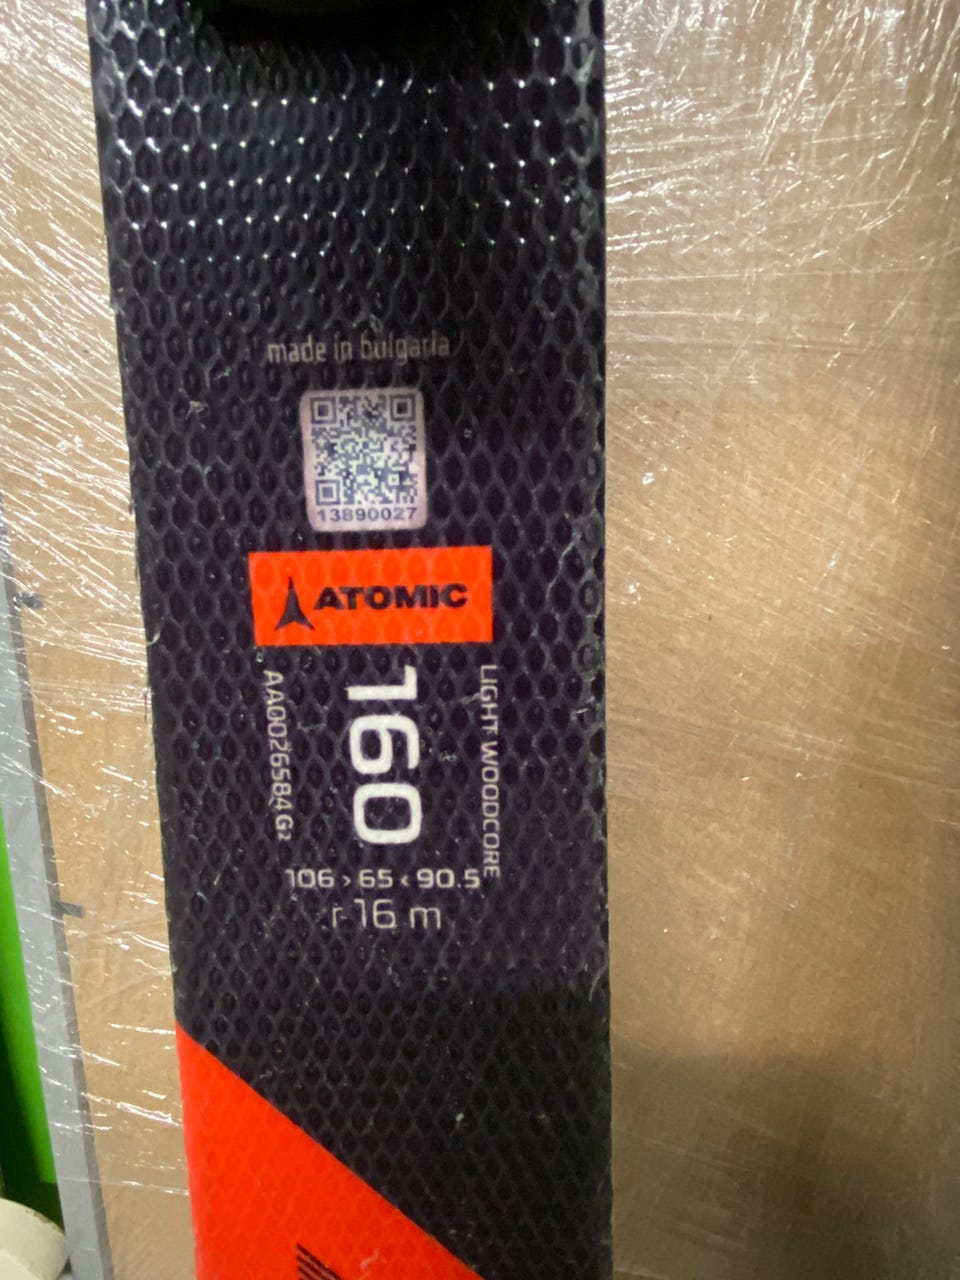 made in bulgaria
13890027
ATOMIC
LIGHT WOODCORE
160
AA0026584G2
106 › 65 ‹ 90.5
r 16 m